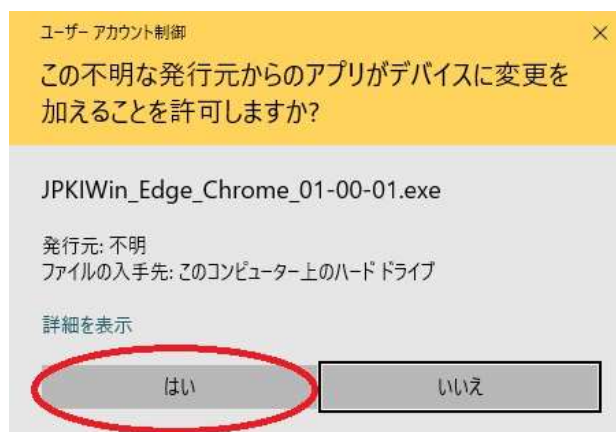 ユーザー アカウント制御
この不明な発行元からのアプリがデバイスに変更を
加えることを許可しますか?
JPKIWin_Edge_Chrome_01-00-01.exe
発行元: 不明
ファイルの入手先: このコンピューター上のハード ドライブ
詳細を表示
はい
いいえ